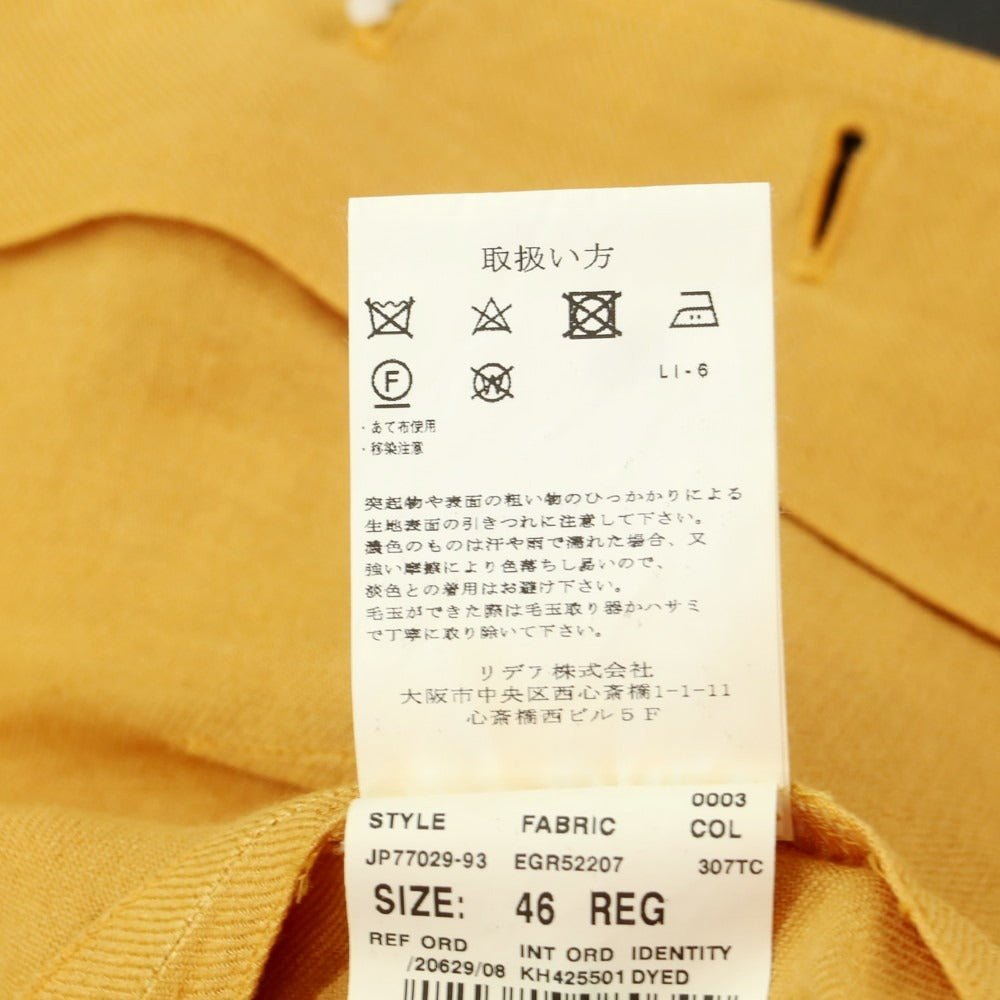 取扱い方
F W LI-6
・あて布使用
・移染注意
突起物や表面の粗い物のひっかかりによる
生地表面の引きつれに注意して下さい。
濃色のものは汗や雨で濡れた場合、又
強い摩擦により色落ちし易いので、
淡色との着用はお避け下さい。
毛玉ができた際は毛玉取り器かハサミ
で丁寧に取り除いて下さい。
リデア株式会社
大阪市中央区西心斎橋1-1-11
心斎橋西ビル5F
0003
STYLE FABRIC COL
JP77029-93 EGR52207 307TC
SIZE: 46 REG
REF ORD INT ORD IDENTITY
/20629/08 KH425501 DYED